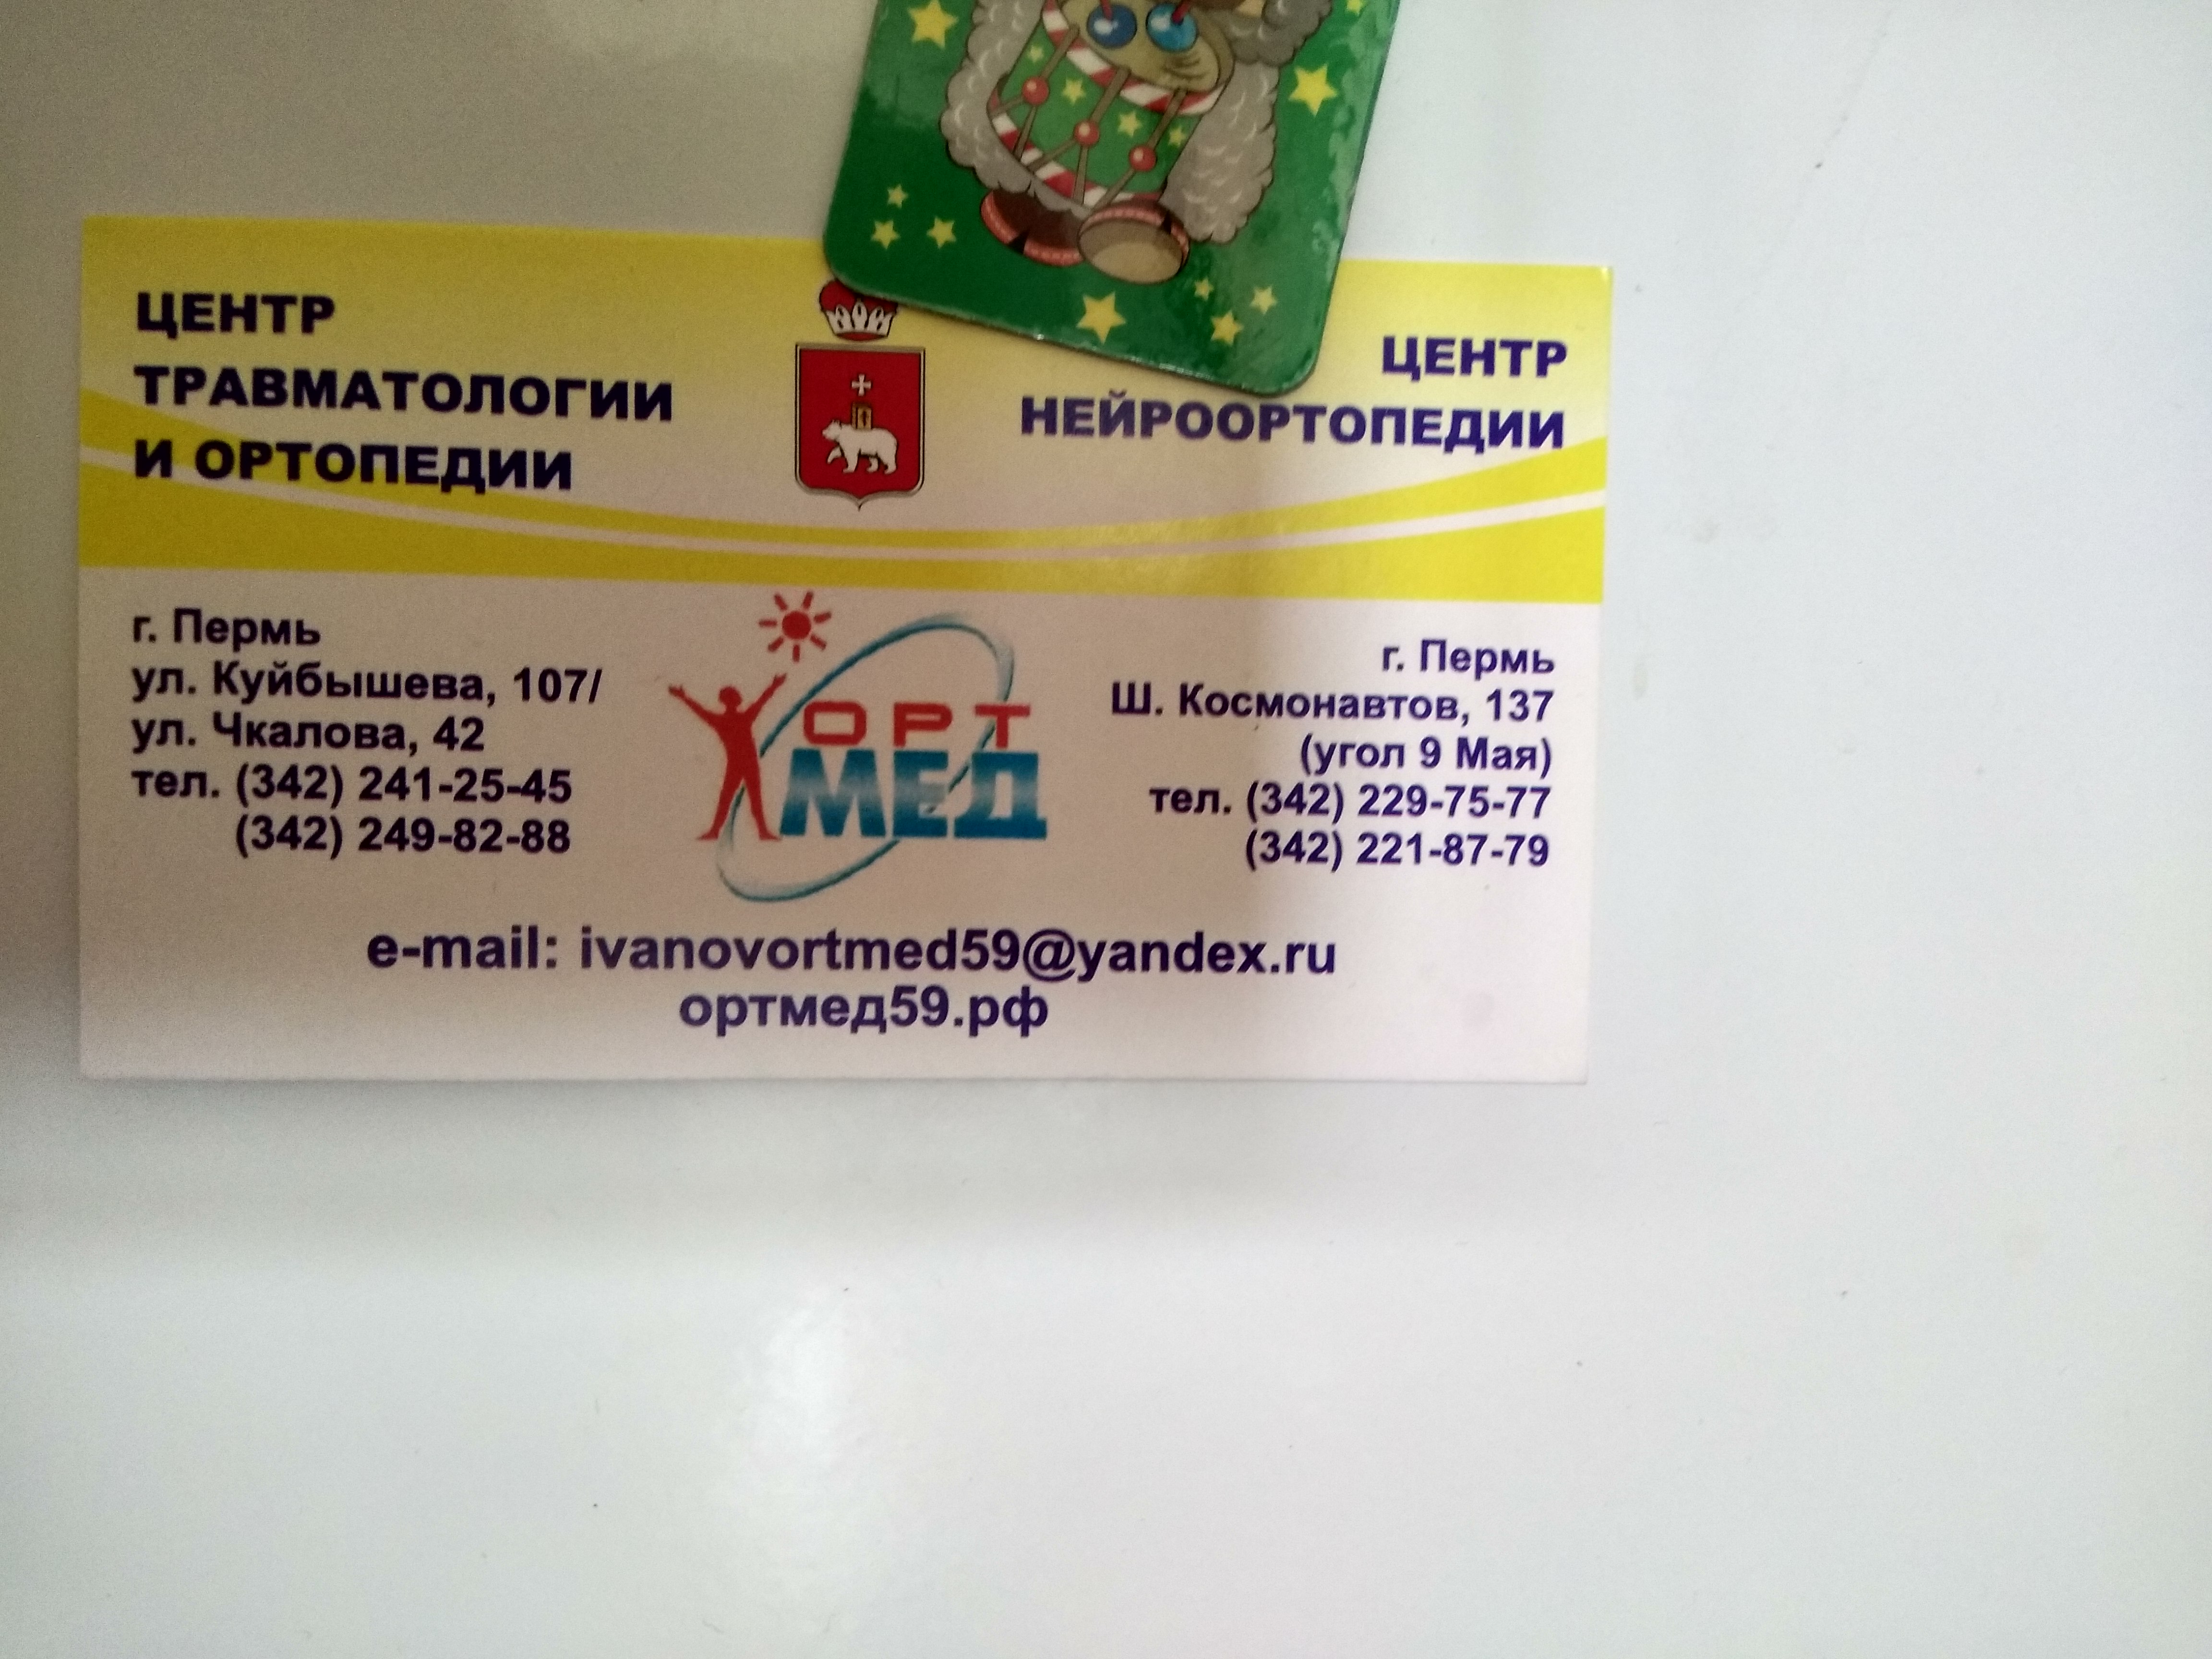 ЦЕНТР
ТРАВМАТОЛОГИИ
И ОРТОПЕДИИ
ЦЕНТР
НЕЙРООРТОПЕДИИ
г. Пермь
ул. Куйбышева, 107/
ул. Чкалова, 42
тел. (342) 241-25-45
(342) 249-82-88
ОРТ
МЕД
г. Пермь
Ш. Космонавтов, 137
(угол 9 Мая)
тел. (342) 229-75-77
(342) 221-87-79
e-mail: ivanovortmed59@yandex.ru
ортмед59.рф